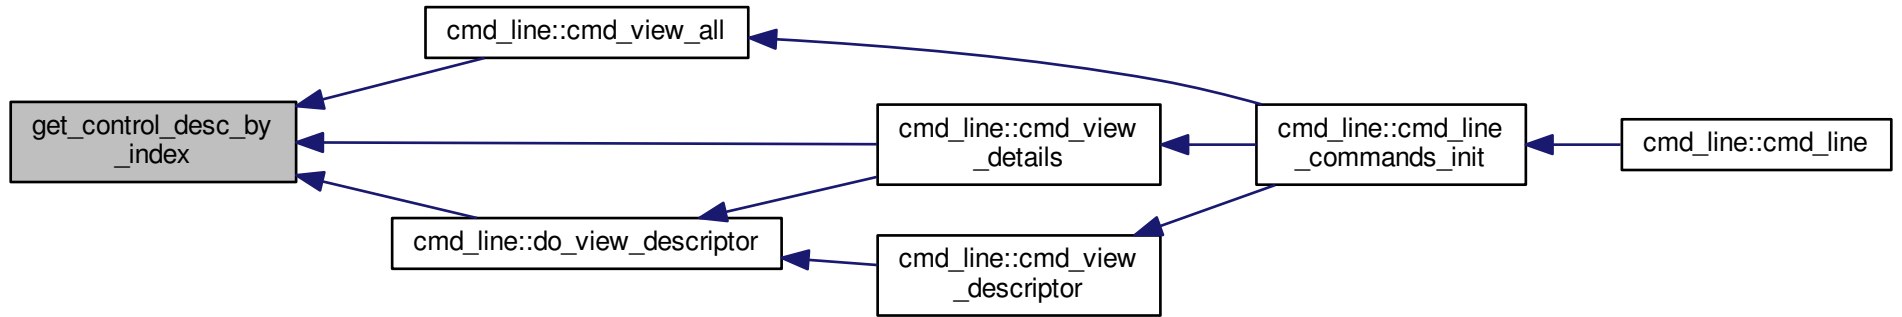 cmd_line::cmd_view_all
get_control_desc_by
_index
cmd_line::cmd_view
_details
cmd_line::cmd_line
_commands_init
cmd_line::cmd_line
cmd_line::do_view_descriptor
cmd_line::cmd_view
_descriptor